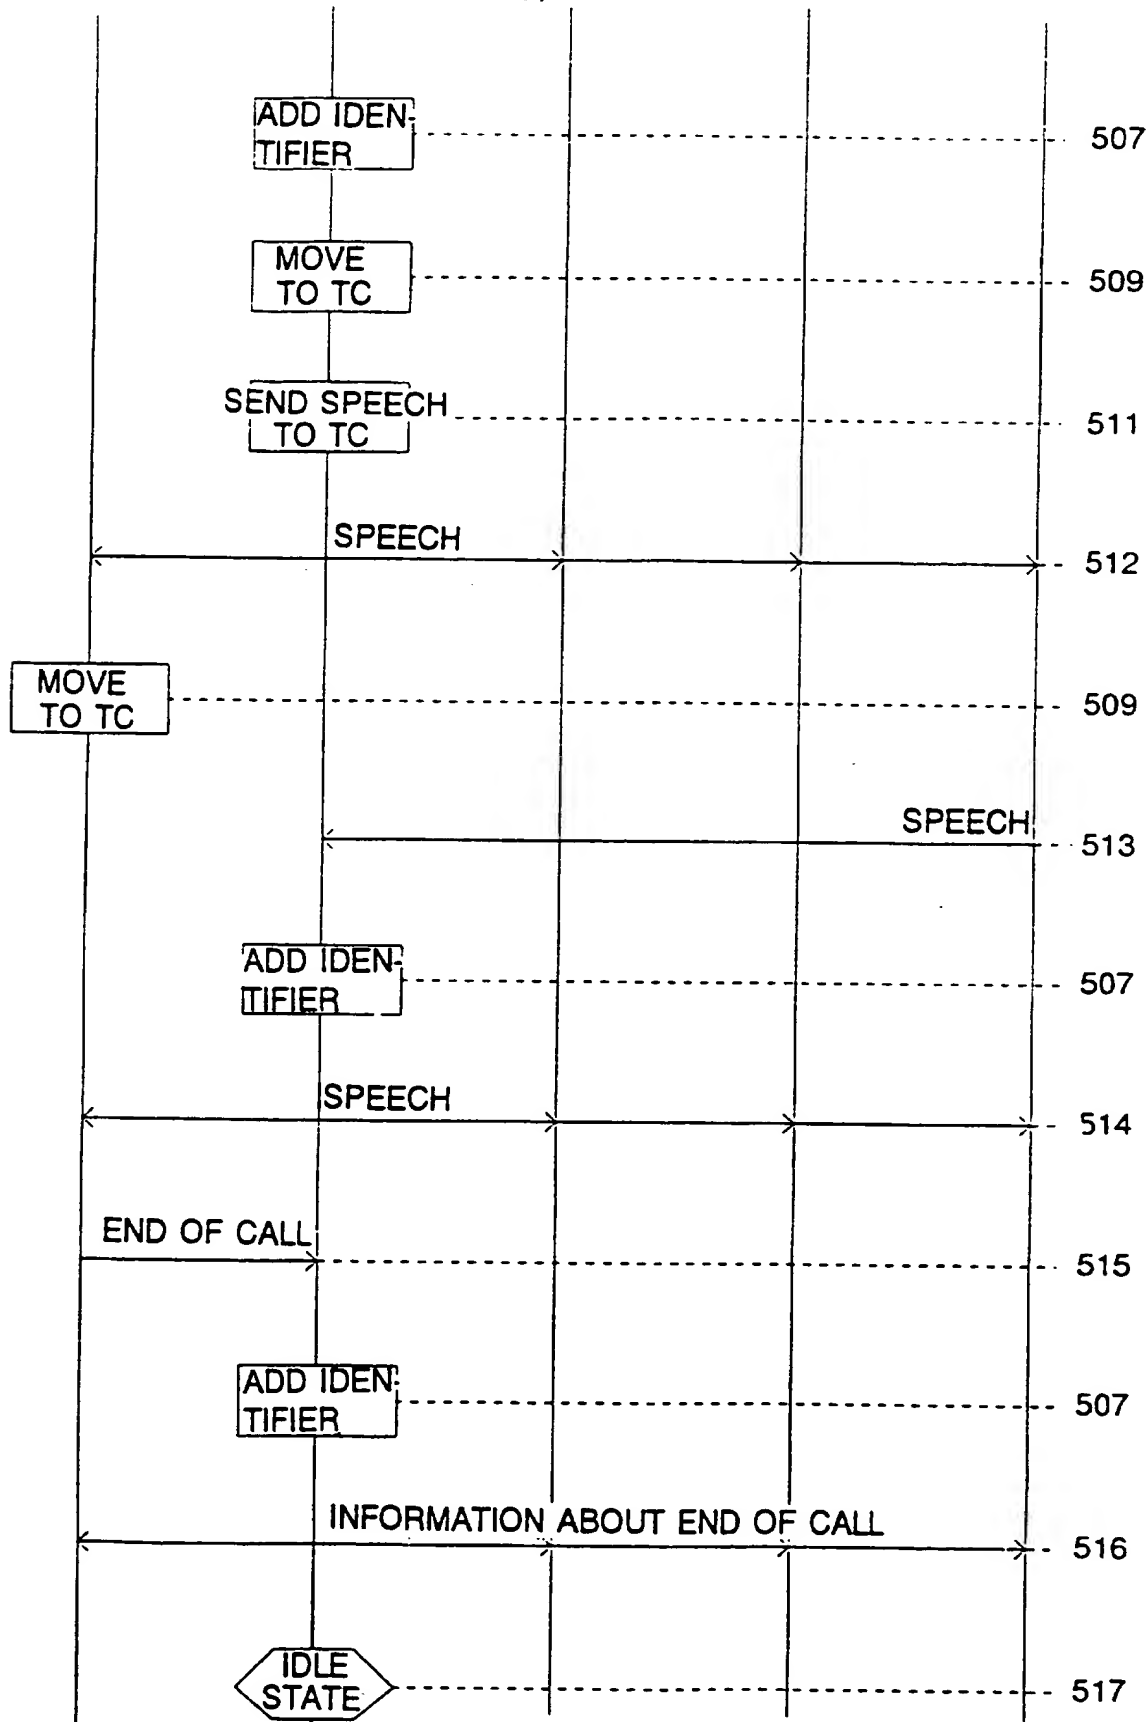 ADD IDEN-
TIFIER
507
MOVE
TO TC
509
SEND SPEECH
TO TC
511
SPEECH
512
MOVE
TO TC
509
SPEECH
513
ADD IDEN-
TIFIER
507
SPEECH
514
END OF CALL
515
ADD IDEN-
TIFIER
507
INFORMATION ABOUT END OF CALL
516
IDLE
STATE
517